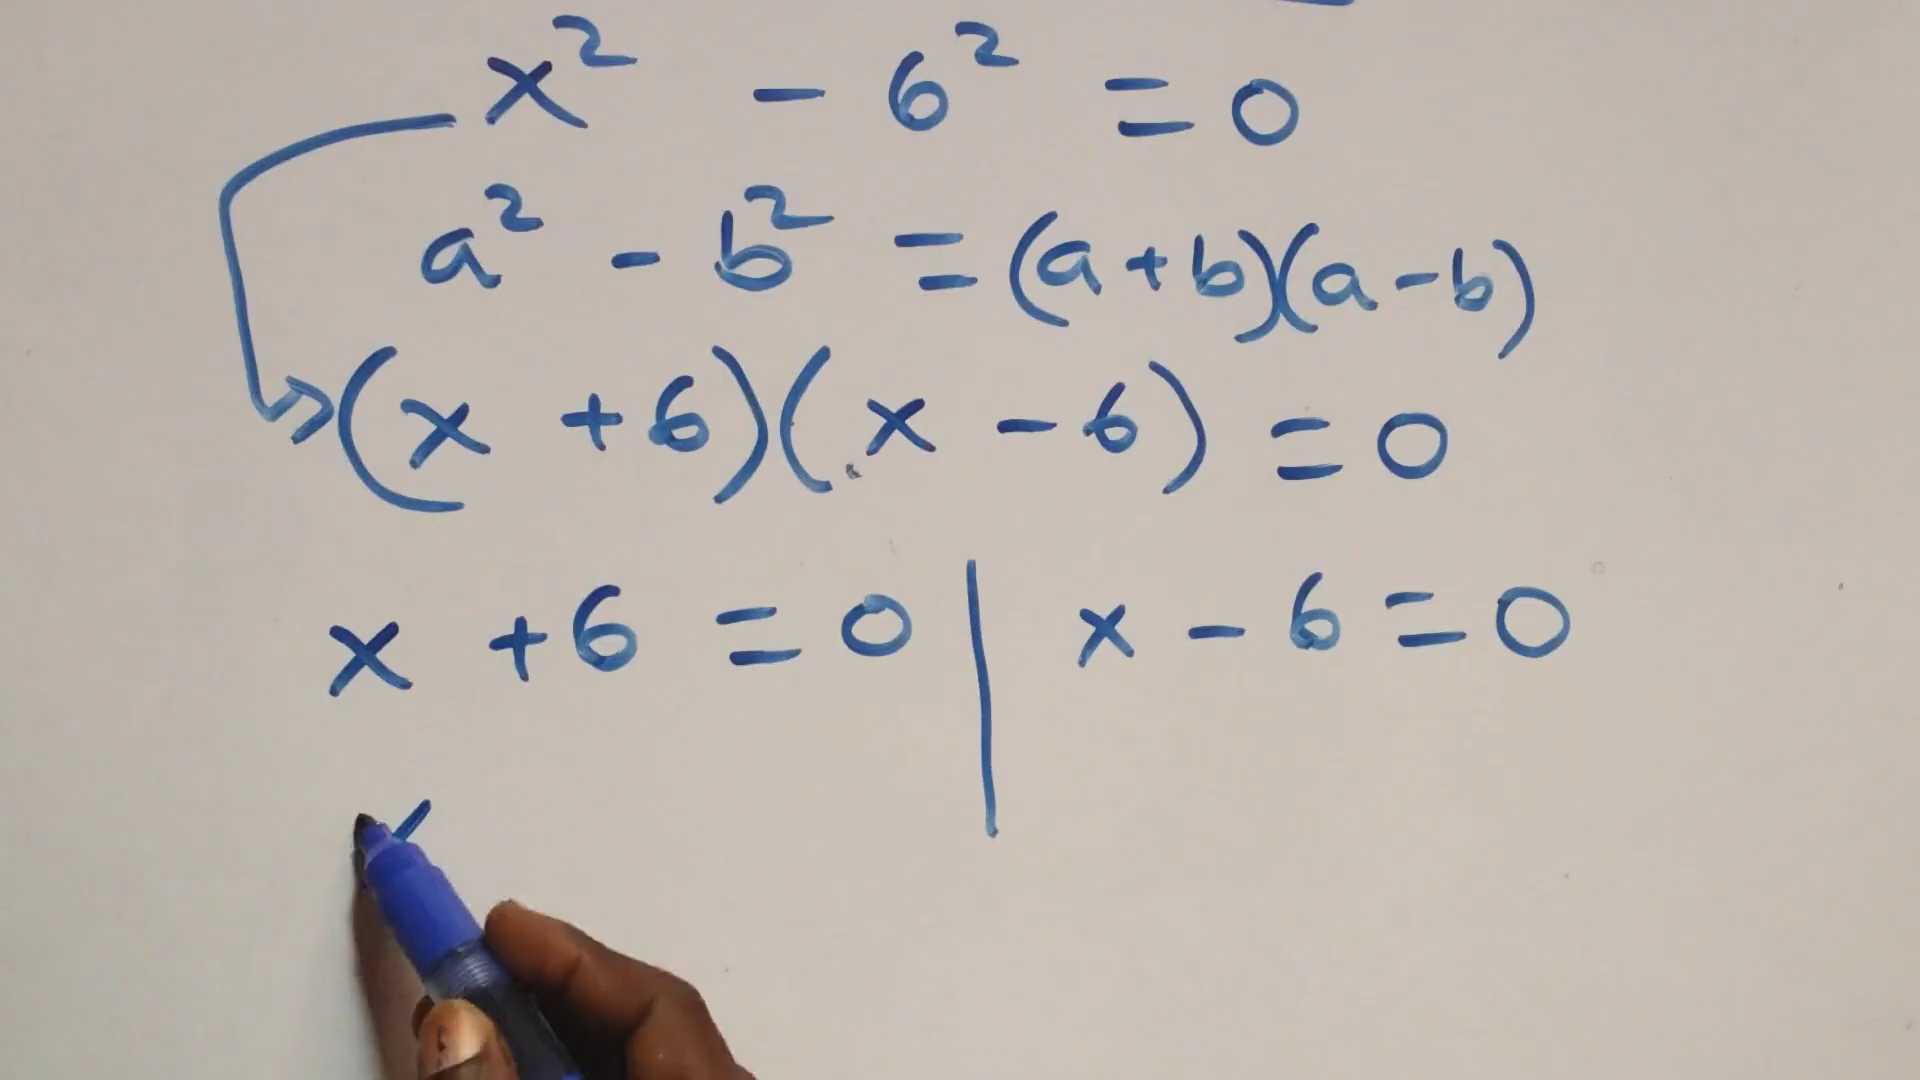 x² - 6² = 0
a² - b² = (a + b)(a - b)
(x + 6)(x - 6) = 0
x + 6 = 0 | x - 6 = 0